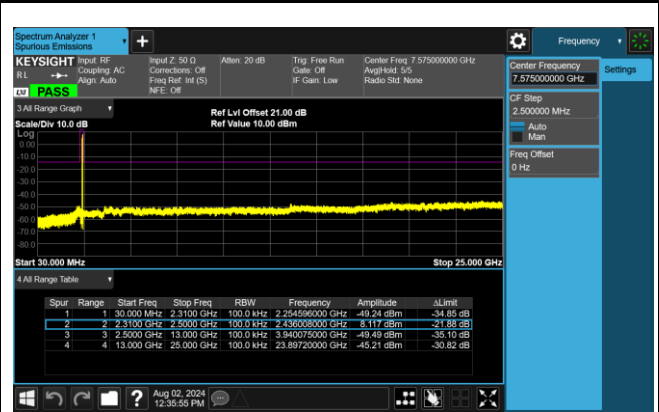 Spectrum Analyzer 1
Spurious Emissions
Frequency
KEYSIGHT
Input: RF
Coupling: AC
Align: Auto
Input Z: 50 Ω
Corrections: Off
Freq Ref: Int (S)
NFE: Off
Atten: 20 dB
Trig: Free Run
Gate: Off
IF Gain: Low
Center Freq: 7.575000000 GHz
Avg|Hold: 5/5
Radio Std: None
R L
LXI
PASS
Center Frequency
7.575000000 GHz
Settings
CF Step
2.500000 MHz
Auto
Man
Freq Offset
0 Hz
3 All Range Graph
Scale/Div 10.0 dB
Ref Lvl Offset 21.00 dB
Ref Value 10.00 dBm
Log
0.00
-10.0
-20.0
-30.0
-40.0
-50.0
-60.0
-70.0
-80.0
Start 30.000 MHz
Stop 25.000 GHz
4 All Range Table
Spur Range Start Freq Stop Freq RBW Frequency Amplitude ΔLimit
1 1 30.000 MHz 2.3100 GHz 100.0 kHz 2.254596000 GHz -49.24 dBm -34.85 dB
2 2 2.3100 GHz 2.5000 GHz 100.0 kHz 2.436008000 GHz 8.117 dBm -21.88 dB
3 3 2.5000 GHz 13.000 GHz 100.0 kHz 3.940075000 GHz -49.49 dBm -35.10 dB
4 4 13.000 GHz 25.000 GHz 100.0 kHz 23.89720000 GHz -45.21 dBm -30.82 dB
?
Aug 02, 2024
12:35:55 PM